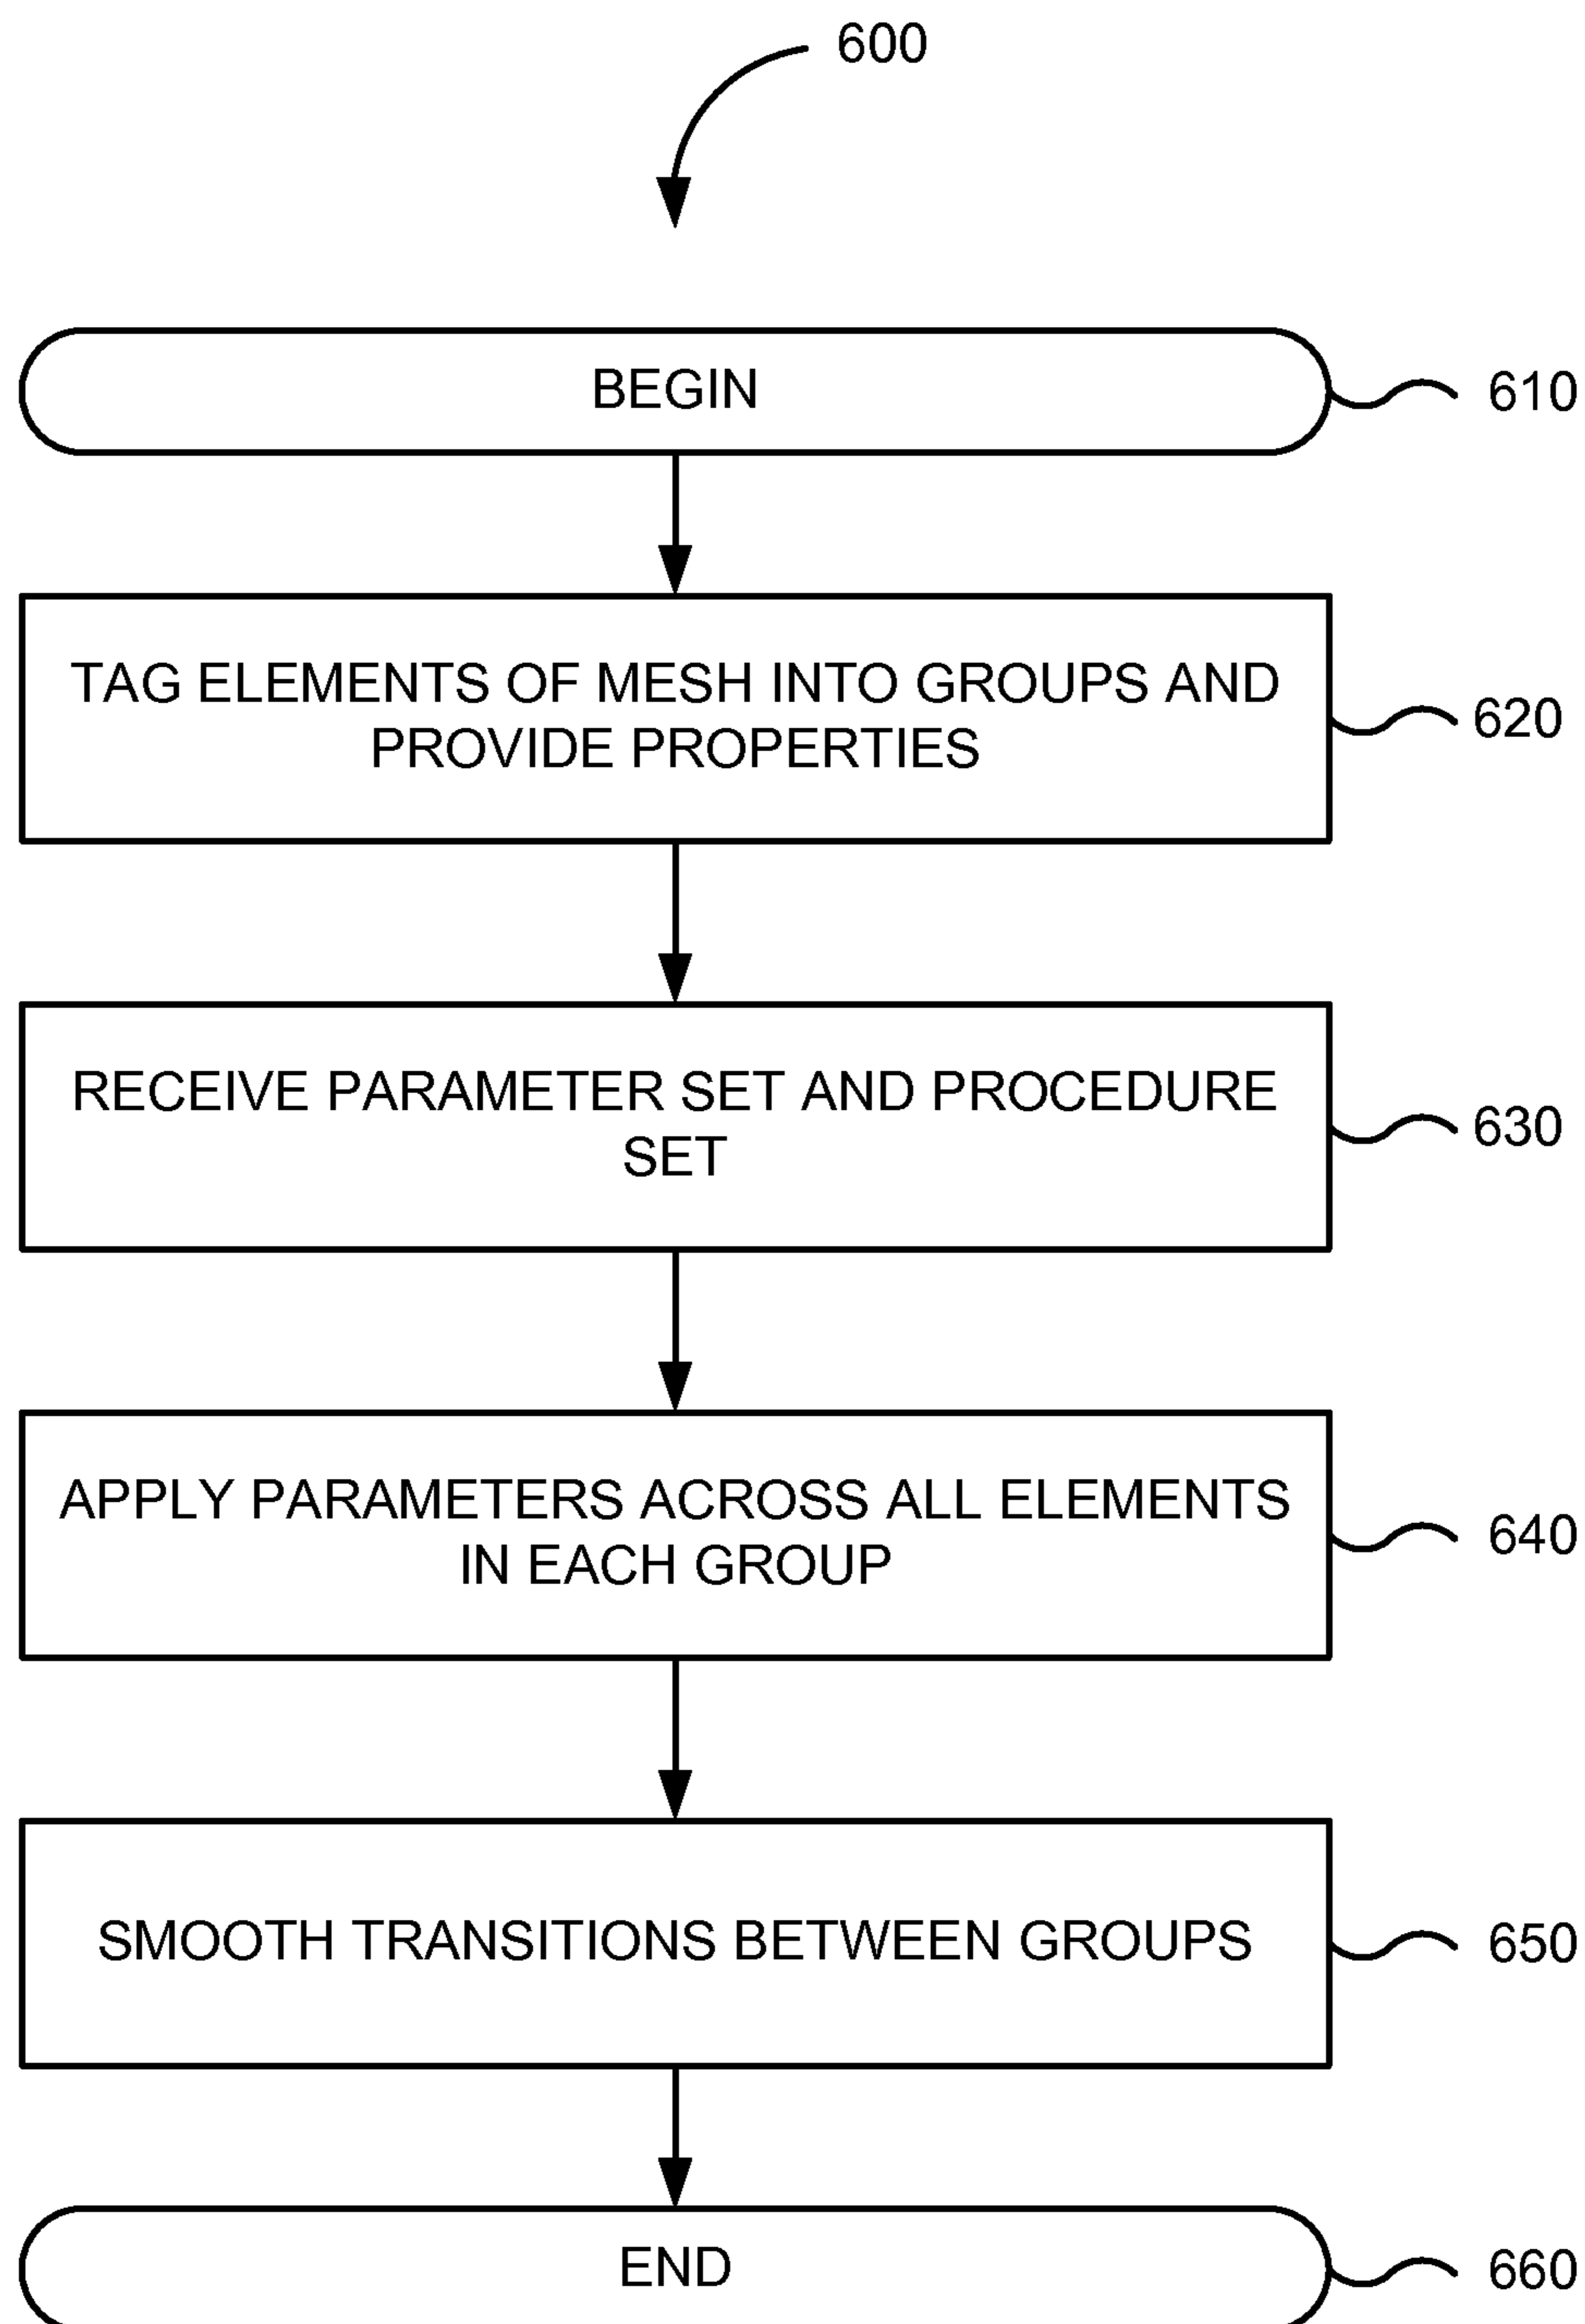 600
BEGIN
610
TAG ELEMENTS OF MESH INTO GROUPS AND
PROVIDE PROPERTIES
620
RECEIVE PARAMETER SET AND PROCEDURE
SET
630
APPLY PARAMETERS ACROSS ALL ELEMENTS
IN EACH GROUP
640
SMOOTH TRANSITIONS BETWEEN GROUPS
650
END
660